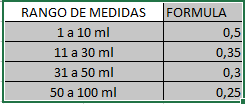 RANGO DE MEDIDAS FORMULA
1 a 10 ml 0,5
11 a 30 ml 0,35
31 a 50 ml 0,3
50 a 100 ml 0,25